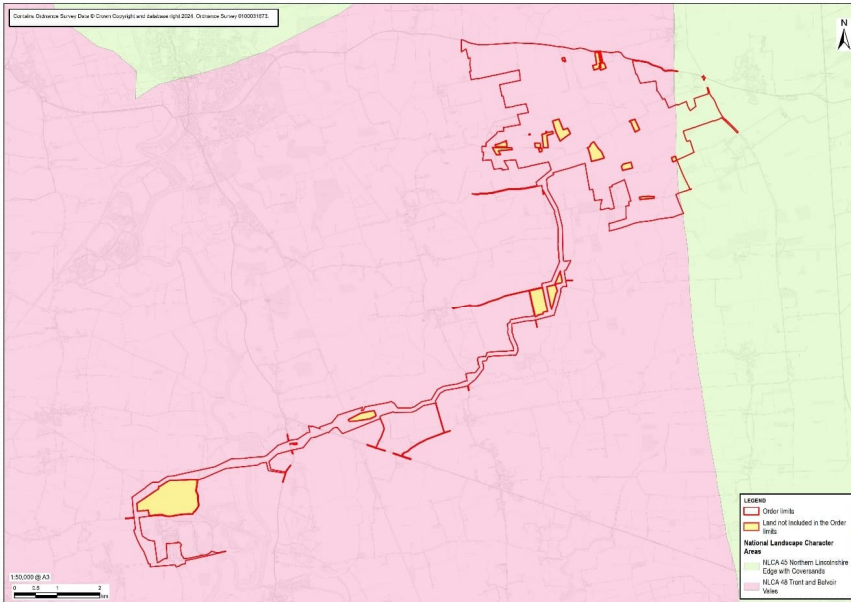 Contains Ordnance Survey Data © Crown Copyright and database right 2024. Ordnance Survey 0100031673.
N
LEGEND
Order limits
Land not included in the Order
limits
National Landscape Character
Areas
NLCA 45 Northern Lincolnshire
Edge with Coversands
NLCA 48 Trent and Belvoir
Vales
1:50,000 @ A3
0 0.5 1 2
km